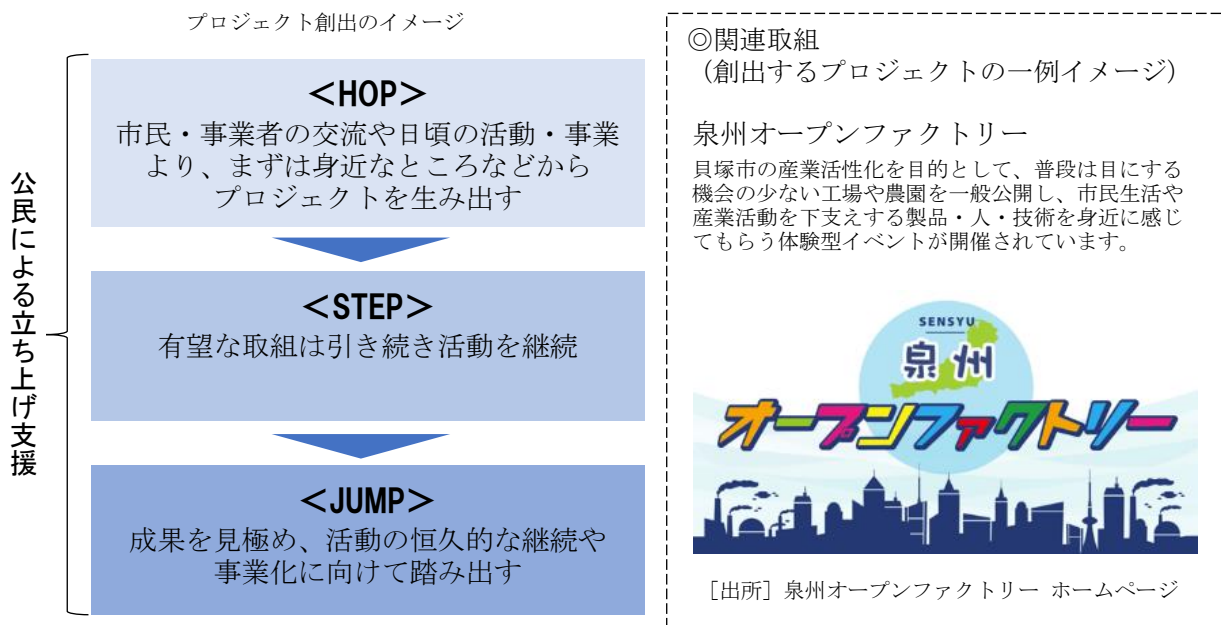 プロジェクト創出のイメージ
公民による立ち上げ支援
＜HOP＞
市民・事業者の交流や日頃の活動・事業
より、まずは身近なところなどから
プロジェクトを生み出す
＜STEP＞
有望な取組は引き続き活動を継続
＜JUMP＞
成果を見極め、活動の恒久的な継続や
事業化に向けて踏み出す
◎関連取組
（創出するプロジェクトの一例イメージ）
泉州オープンファクトリー
貝塚市の産業活性化を目的として、普段は目にする
機会の少ない工場や農園を一般公開し、市民生活や
産業活動を下支えする製品・人・技術を身近に感じ
てもらう体験型イベントが開催されています。
SENSYU
泉州
オープンファクトリー
［出所］泉州オープンファクトリー ホームページ